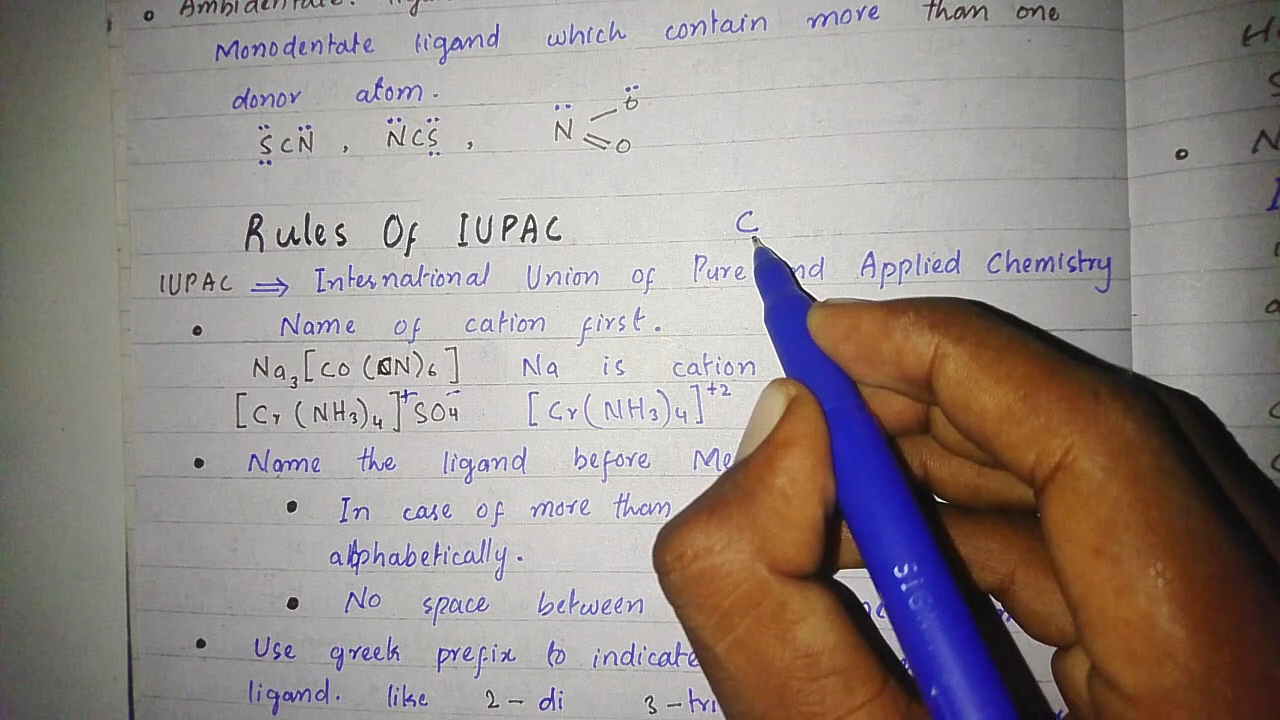 Ambidentate:
Monodentate ligand which contain more than one
donor atom.
SCN , NCS , N O O
Rules Of IUPAC C
IUPAC ⇒ International Union of Pure and Applied Chemistry
• Name of cation first.
Na3[CO(CN)6] Na is cation
[Cr(NH3)4]+SO4- [Cr(NH3)4]+2
• Name the ligand before Me
• In case of more than
alphabetically.
• No space between
• Use greek prefix to indicate
ligand. like 2-di 3-tri